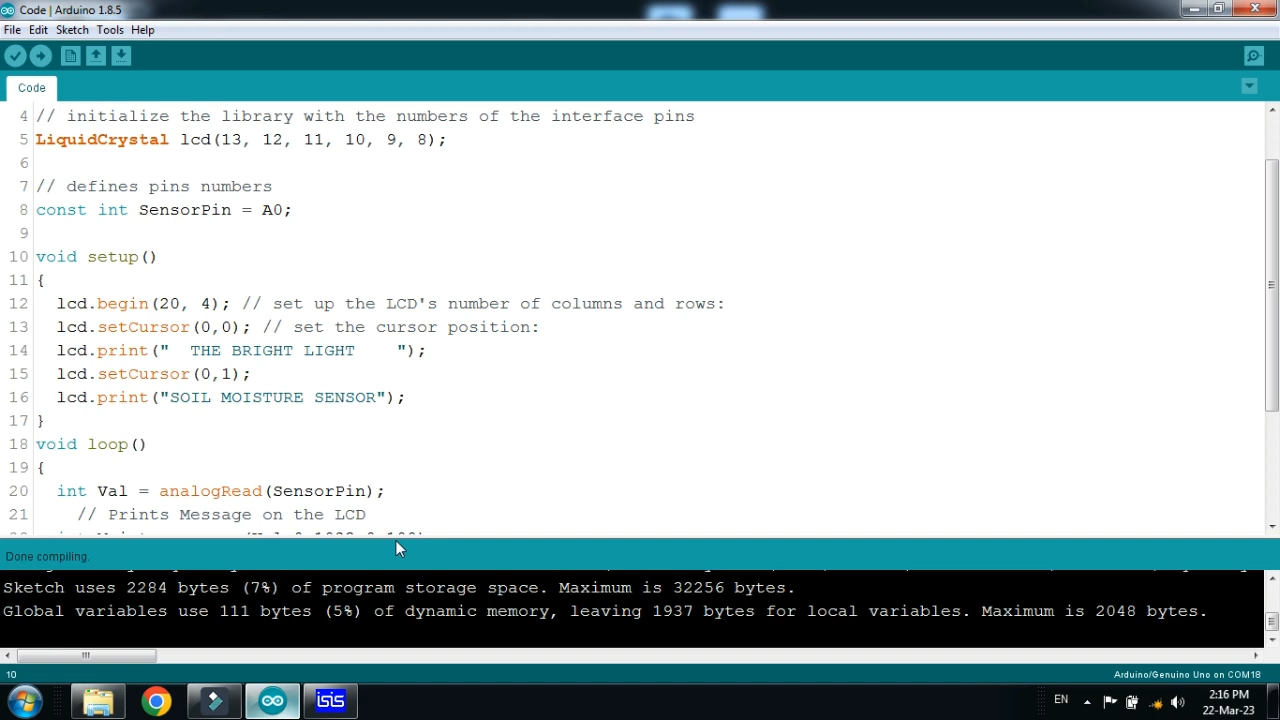 Code | Arduino 1.8.5
File Edit Sketch Tools Help
Code
4 // initialize the library with the numbers of the interface pins
5 LiquidCrystal lcd(13, 12, 11, 10, 9, 8);
6
7 // defines pins numbers
8 const int SensorPin = A0;
9
10 void setup()
11 {
12 lcd.begin(20, 4); // set up the LCD's number of columns and rows:
13 lcd.setCursor(0,0); // set the cursor position:
14 lcd.print("  THE BRIGHT LIGHT    ");
15 lcd.setCursor(0,1);
16 lcd.print("SOIL MOISTURE SENSOR");
17 }
18 void loop()
19 {
20 int Val = analogRead(SensorPin);
21 // Prints Message on the LCD
Done compiling.
Sketch uses 2284 bytes (7%) of program storage space. Maximum is 32256 bytes.
Global variables use 111 bytes (5%) of dynamic memory, leaving 1937 bytes for local variables. Maximum is 2048 bytes.
10 Arduino/Genuino Uno on COM18
isis EN 2:16 PM
22-Mar-23